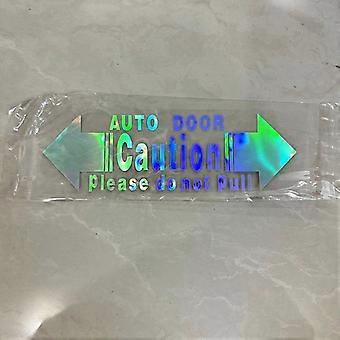 AUTO DOOR
Caution
Please do not Pull